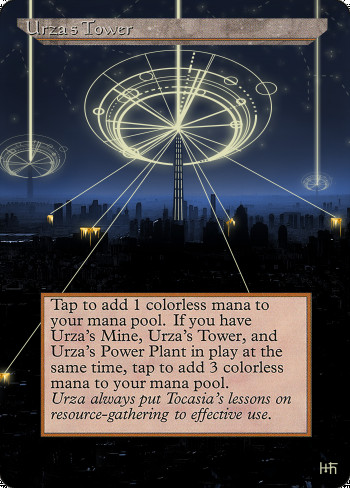 Urza's Tower
Tap to add 1 colorless mana to
your mana pool. If you have
Urza's Mine, Urza's Tower, and
Urza's Power Plant in play at the
same time, tap to add 3 colorless
mana to your mana pool.
Urza always put Tocasia's lessons on
resource-gathering to effective use.